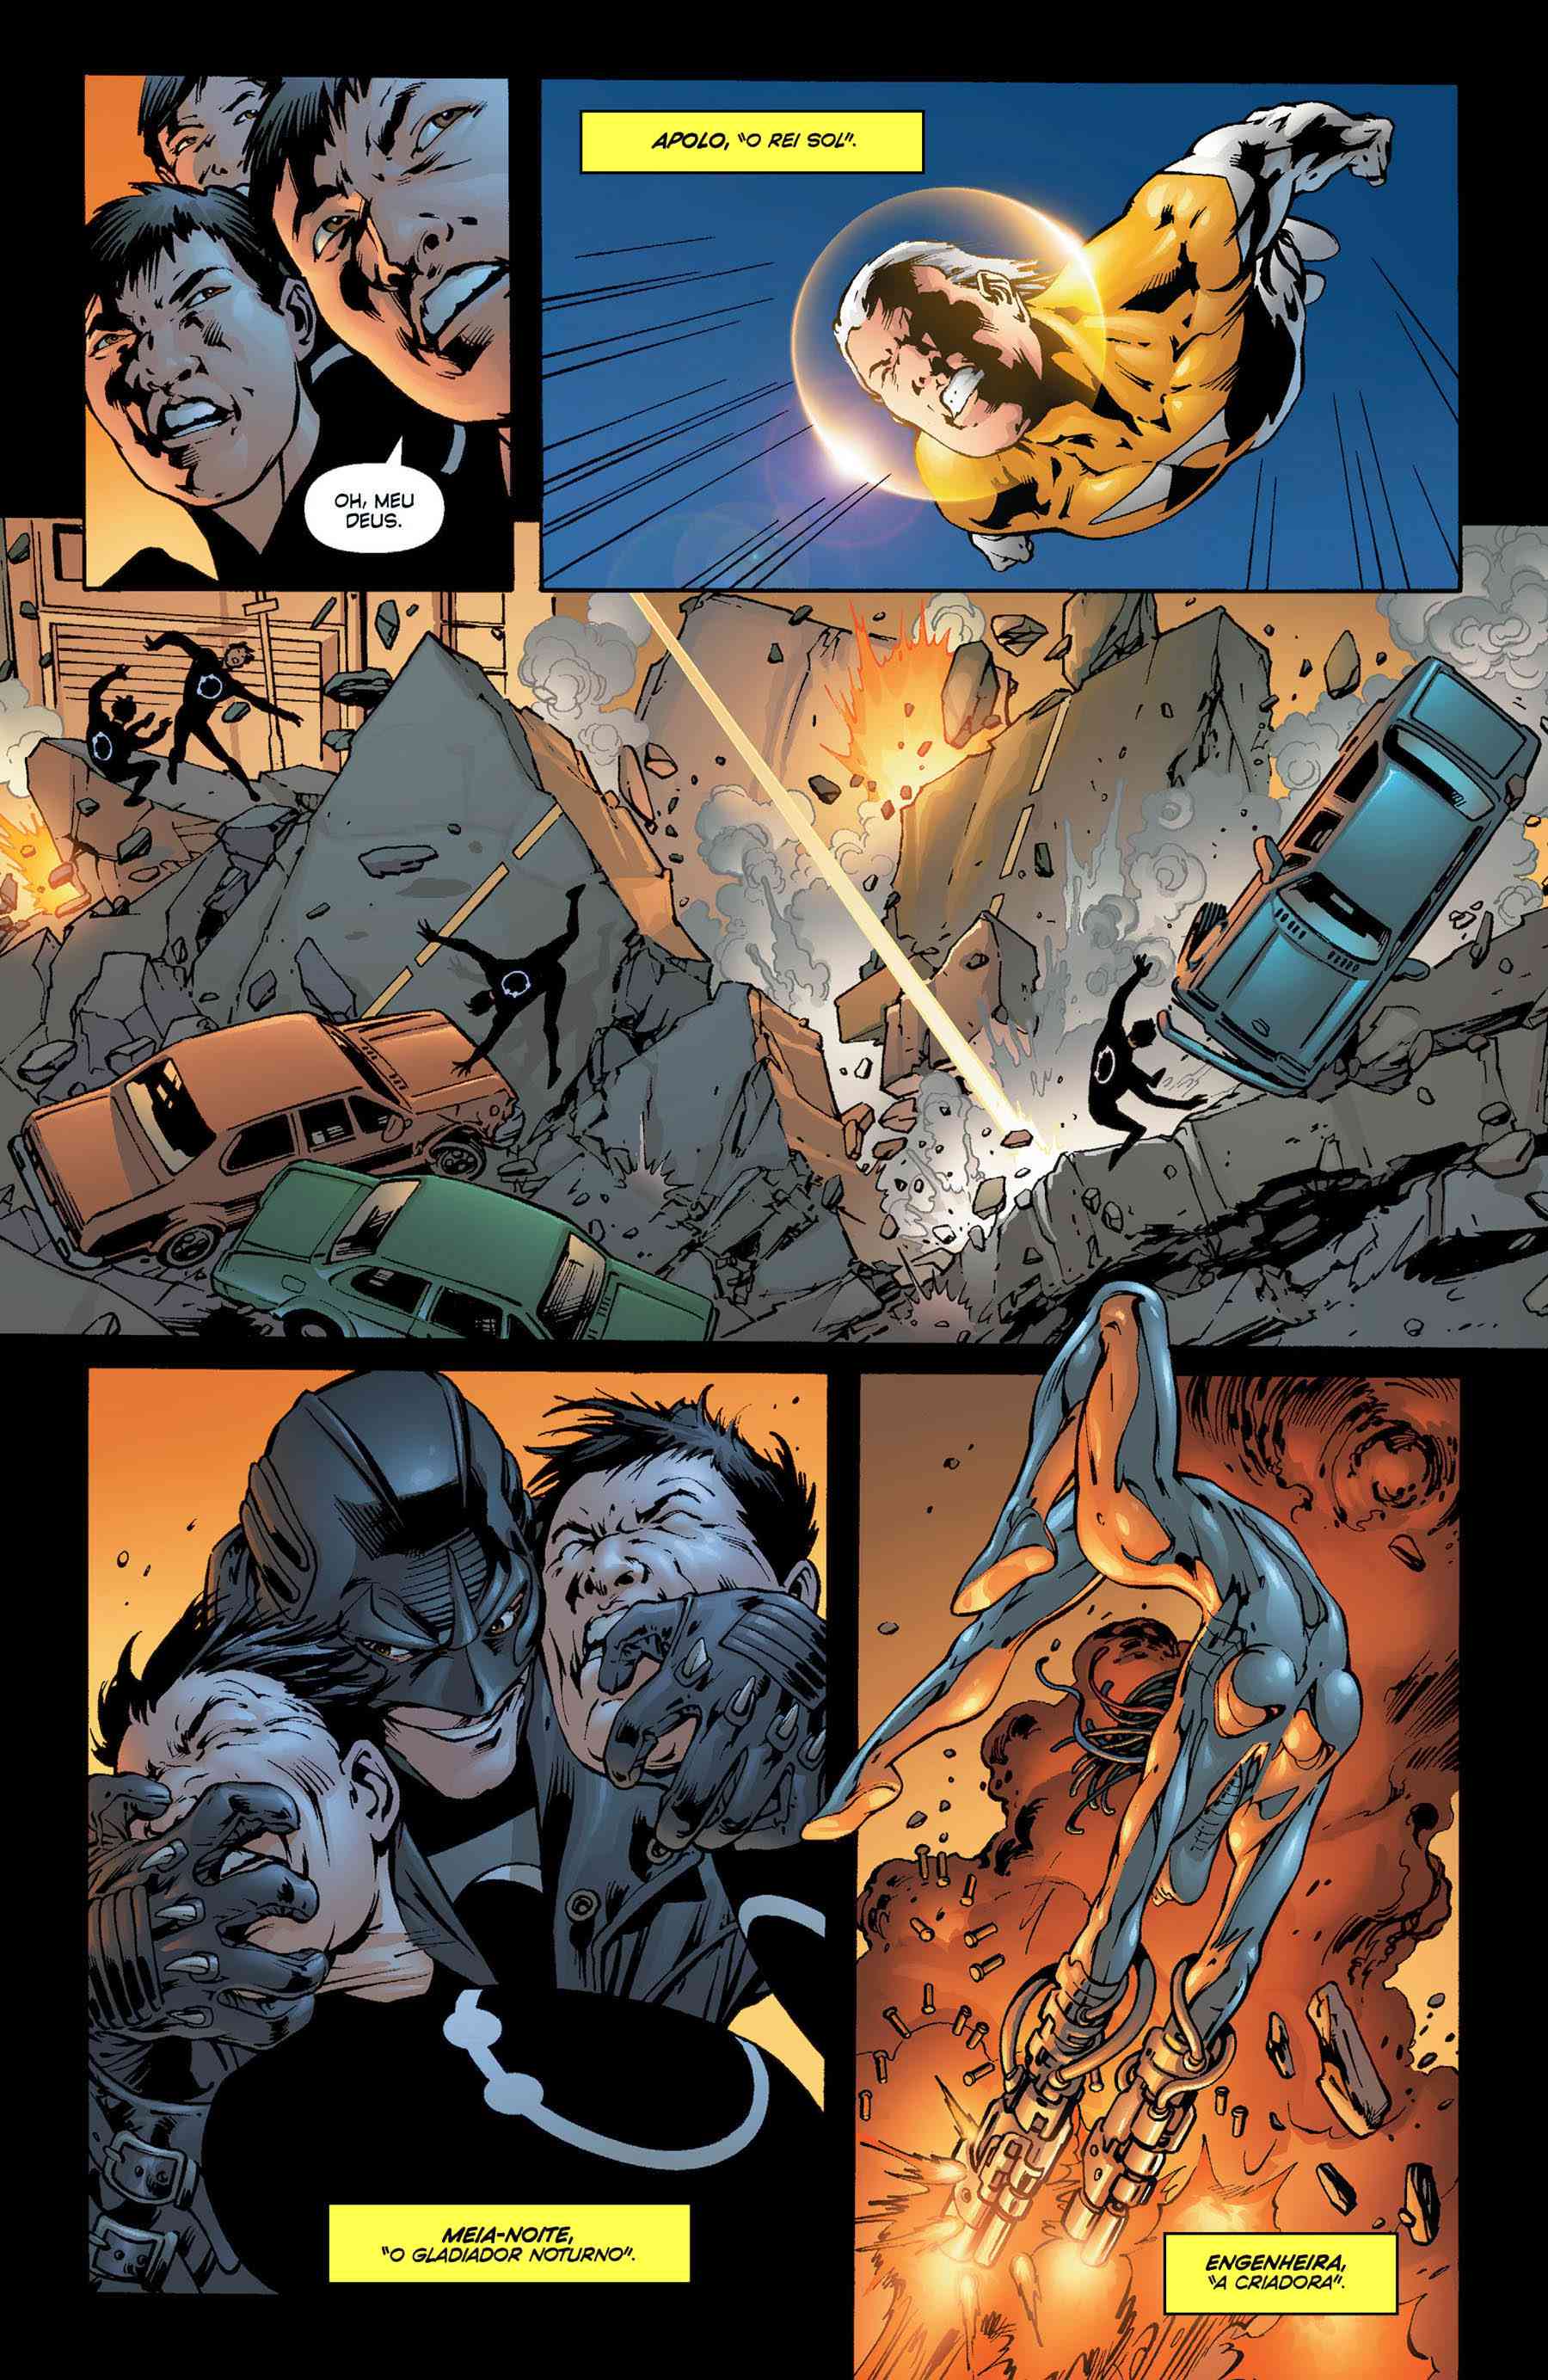 APOLO, "O REI SOL".
OH, MEU
DEUS.
MEIA-NOITE,
"O GLADIADOR NOTURNO".
ENGENHEIRA,
"A CRIADORA".